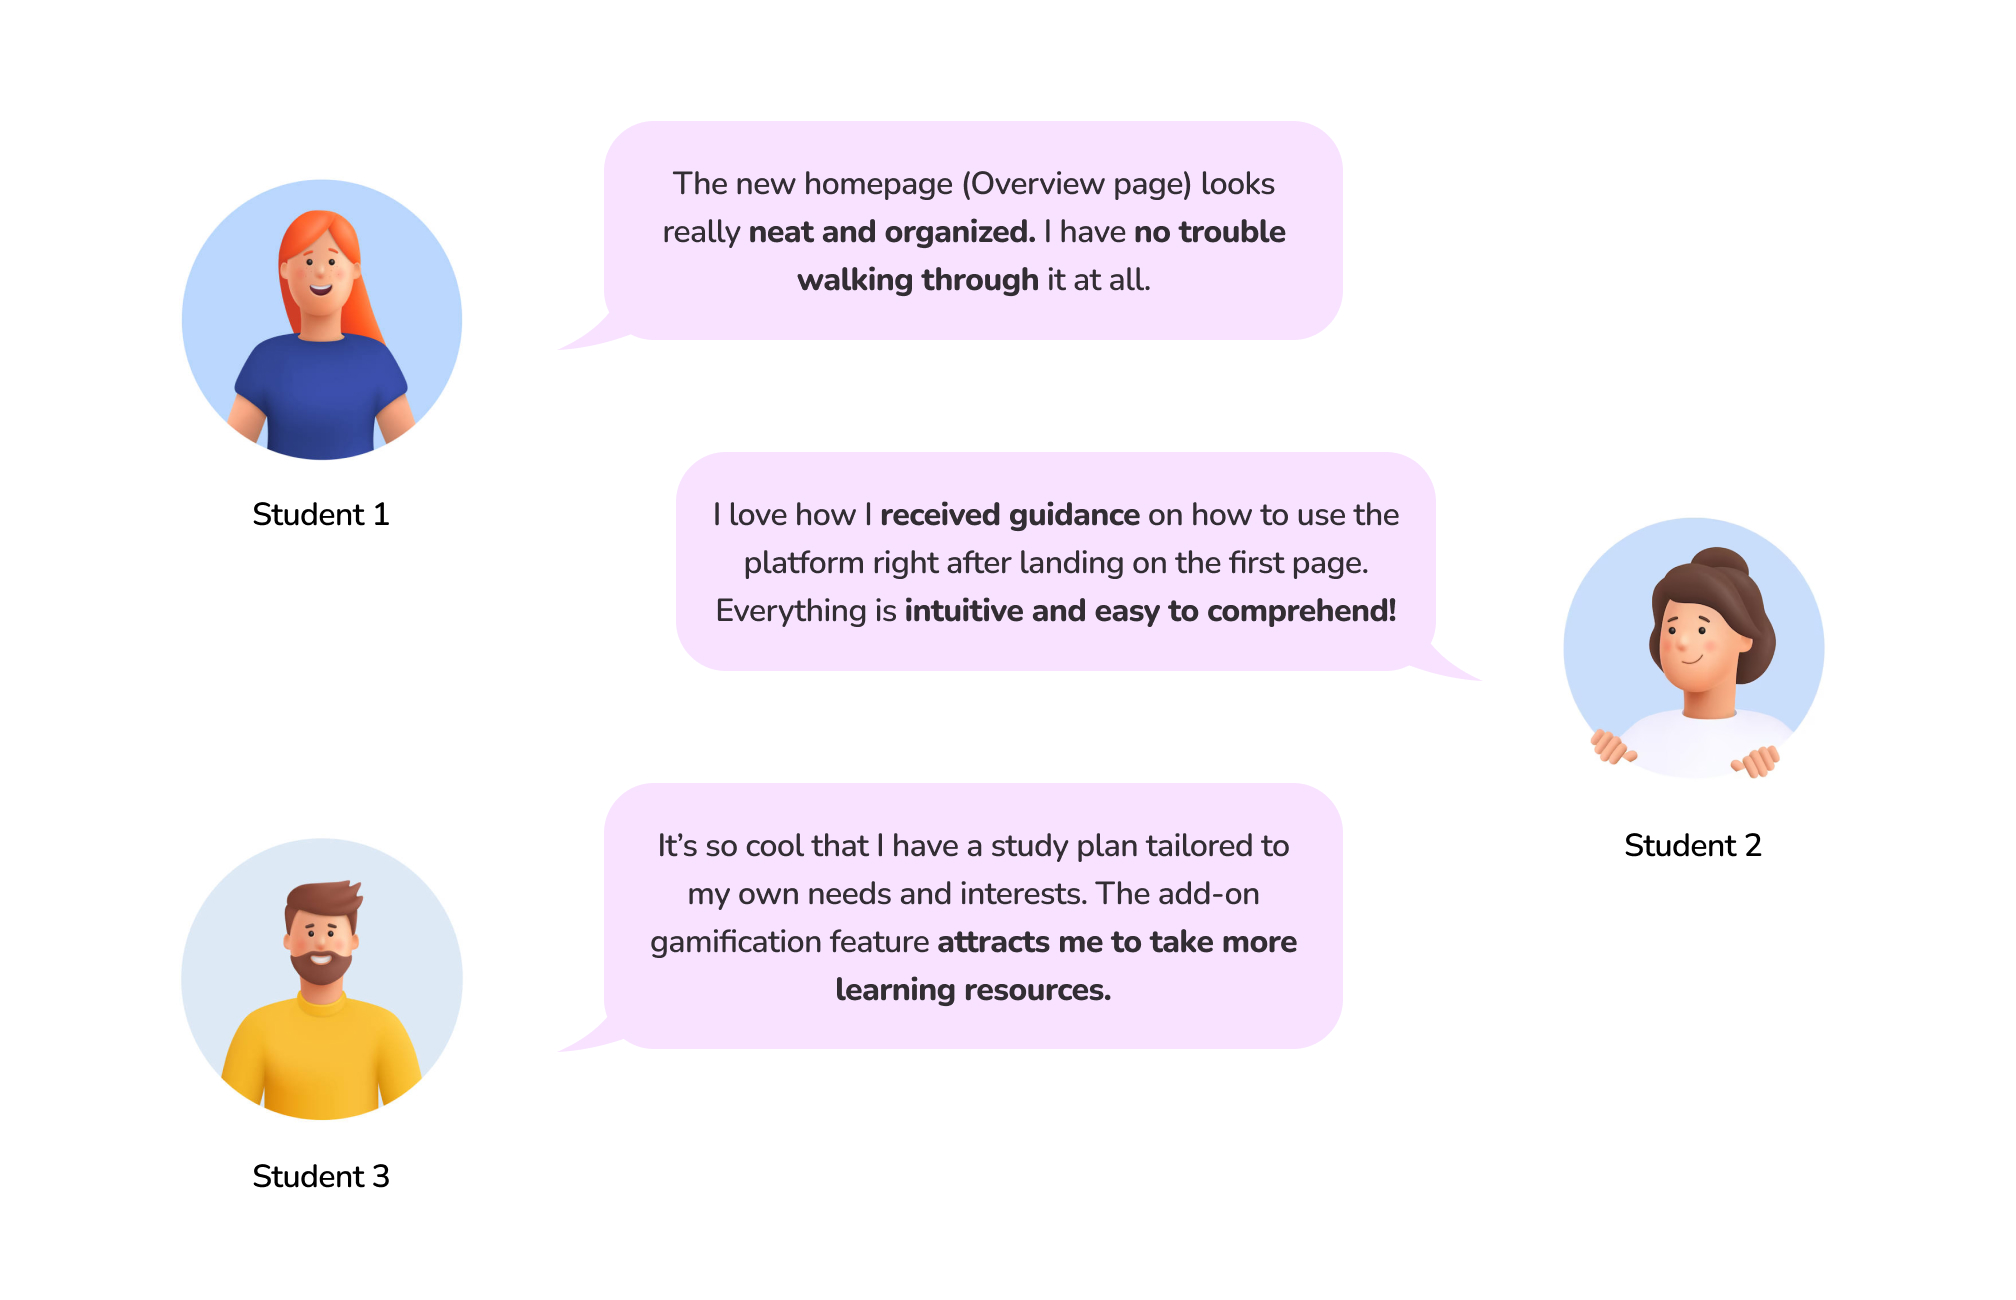 The new homepage (Overview page) looks
really neat and organized. I have no trouble
walking through it at all.
Student 1
I love how I received guidance on how to use the
platform right after landing on the first page.
Everything is intuitive and easy to comprehend!
Student 2
It’s so cool that I have a study plan tailored to
my own needs and interests. The add-on
gamification feature attracts me to take more
learning resources.
Student 3